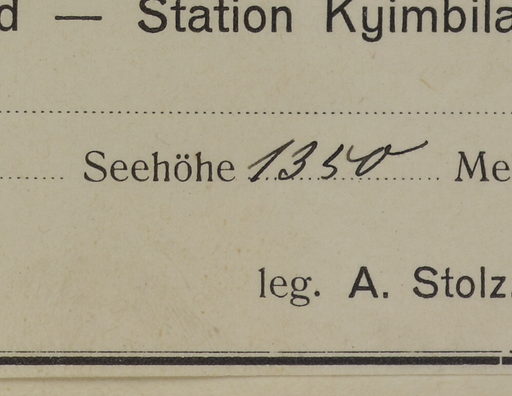 d — Station Kyimbila
Seehöhe 1350 Me
leg. A. Stolz.